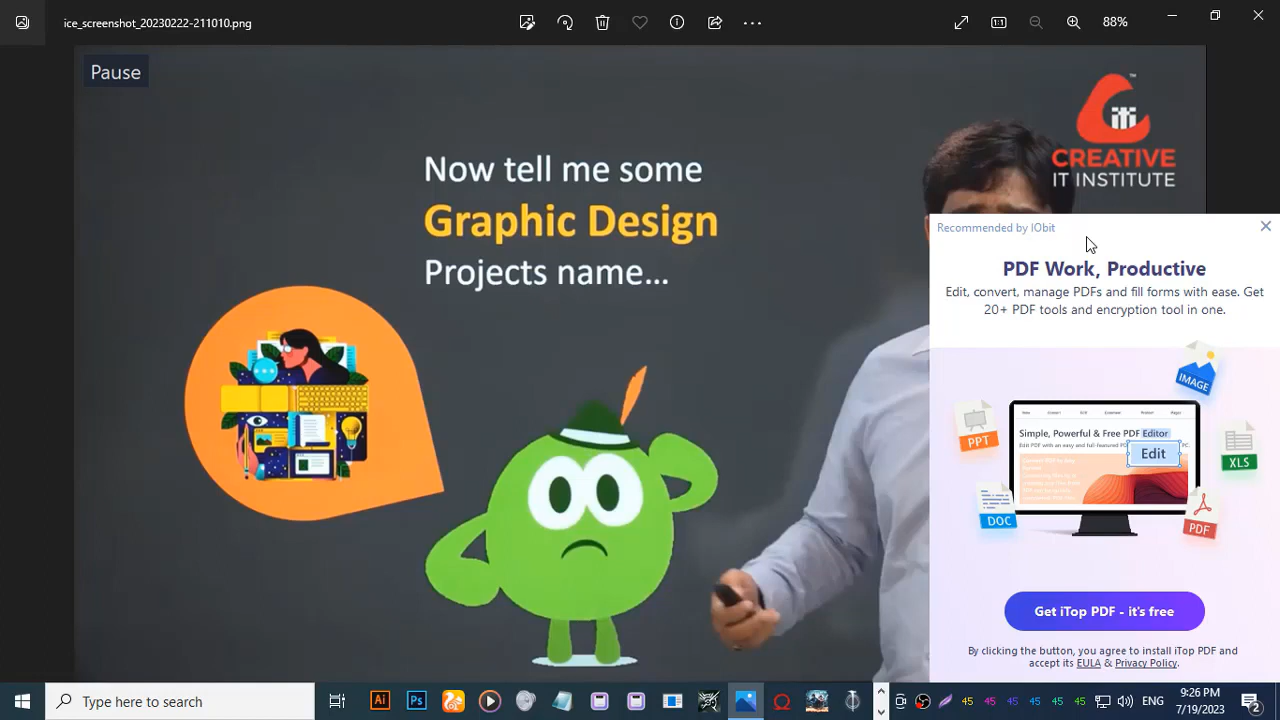 ice_screenshot_20230222-211010.png
88%
Pause
CREATIVE
IT INSTITUTE
™
Now tell me some
Graphic Design
Projects name...
Recommended by IObit
PDF Work, Productive
Edit, convert, manage PDFs and fill forms with ease. Get
20+ PDF tools and encryption tool in one.
IMAGE
PPT
XLS
DOC
PDF
Simple, Powerful & Free PDF Editor
Edit
Get iTop PDF - it's free
By clicking the button, you agree to install iTop PDF and
accept its EULA & Privacy Policy.
Type here to search
Ai
Ps
45
45
45
45
45
45
ENG
9:26 PM
7/19/2023
2